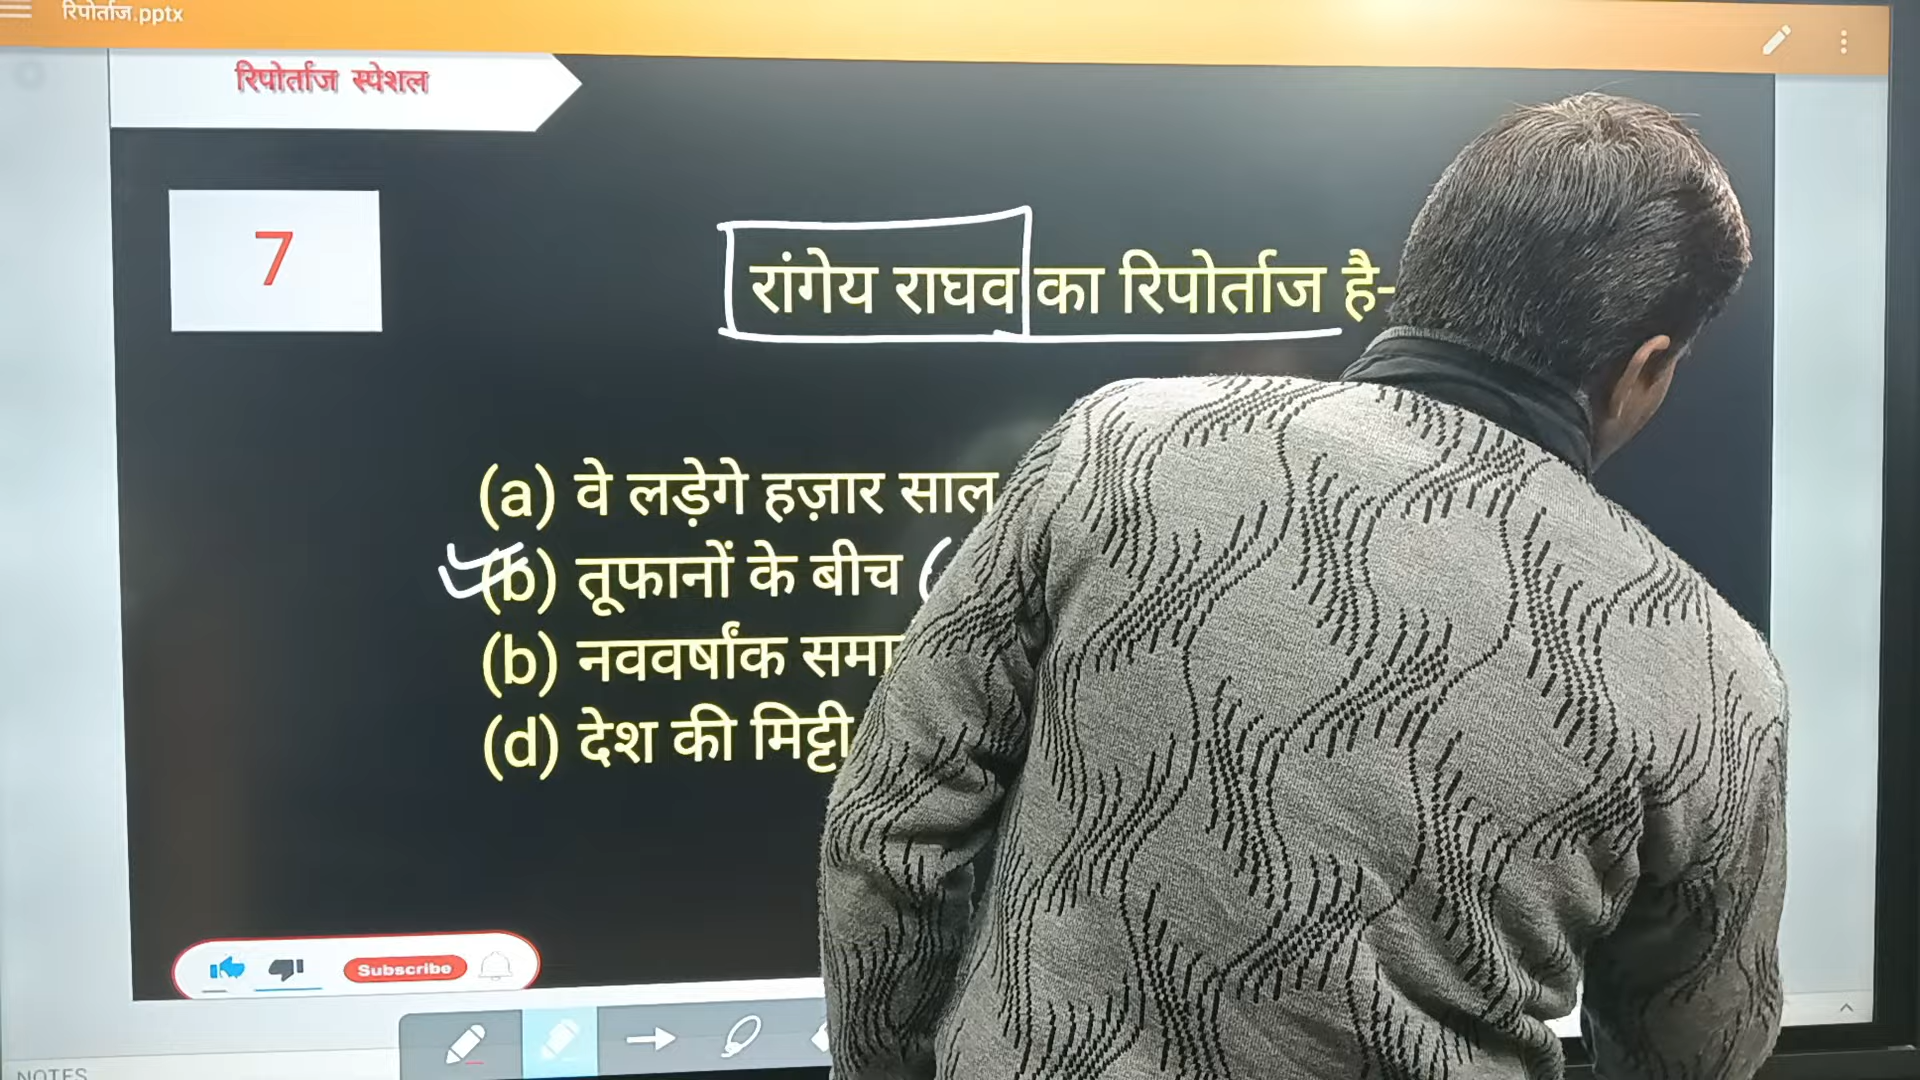 रिपोर्ताज.pptx
रिपोर्ताज स्पेशल
7
रांगेय राघव का रिपोर्ताज है-
(a) वे लड़ेगे हज़ार साल
(b) तूफानों के बीच (
(b) नववर्षांक
(d) देश की मिट्टी
Subscribe
NOTES